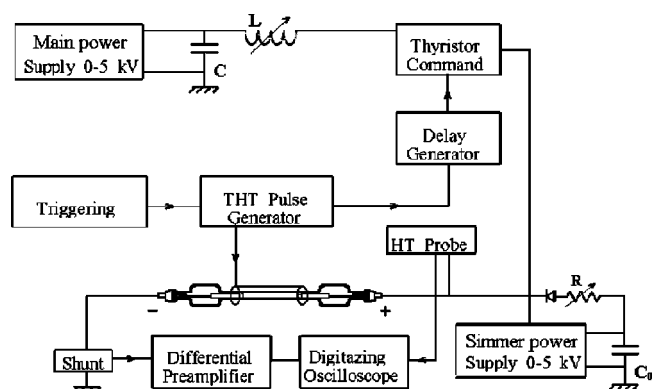 Main power
Supply 0-5 kV
L
C
Thyristor
Command
Delay
Generator
Triggering
THT Pulse
Generator
HT Probe
−
+
R
Shunt
Differential
Preamplifier
Digitazing
Oscilloscope
Simmer power
Supply 0-5 kV
C₀